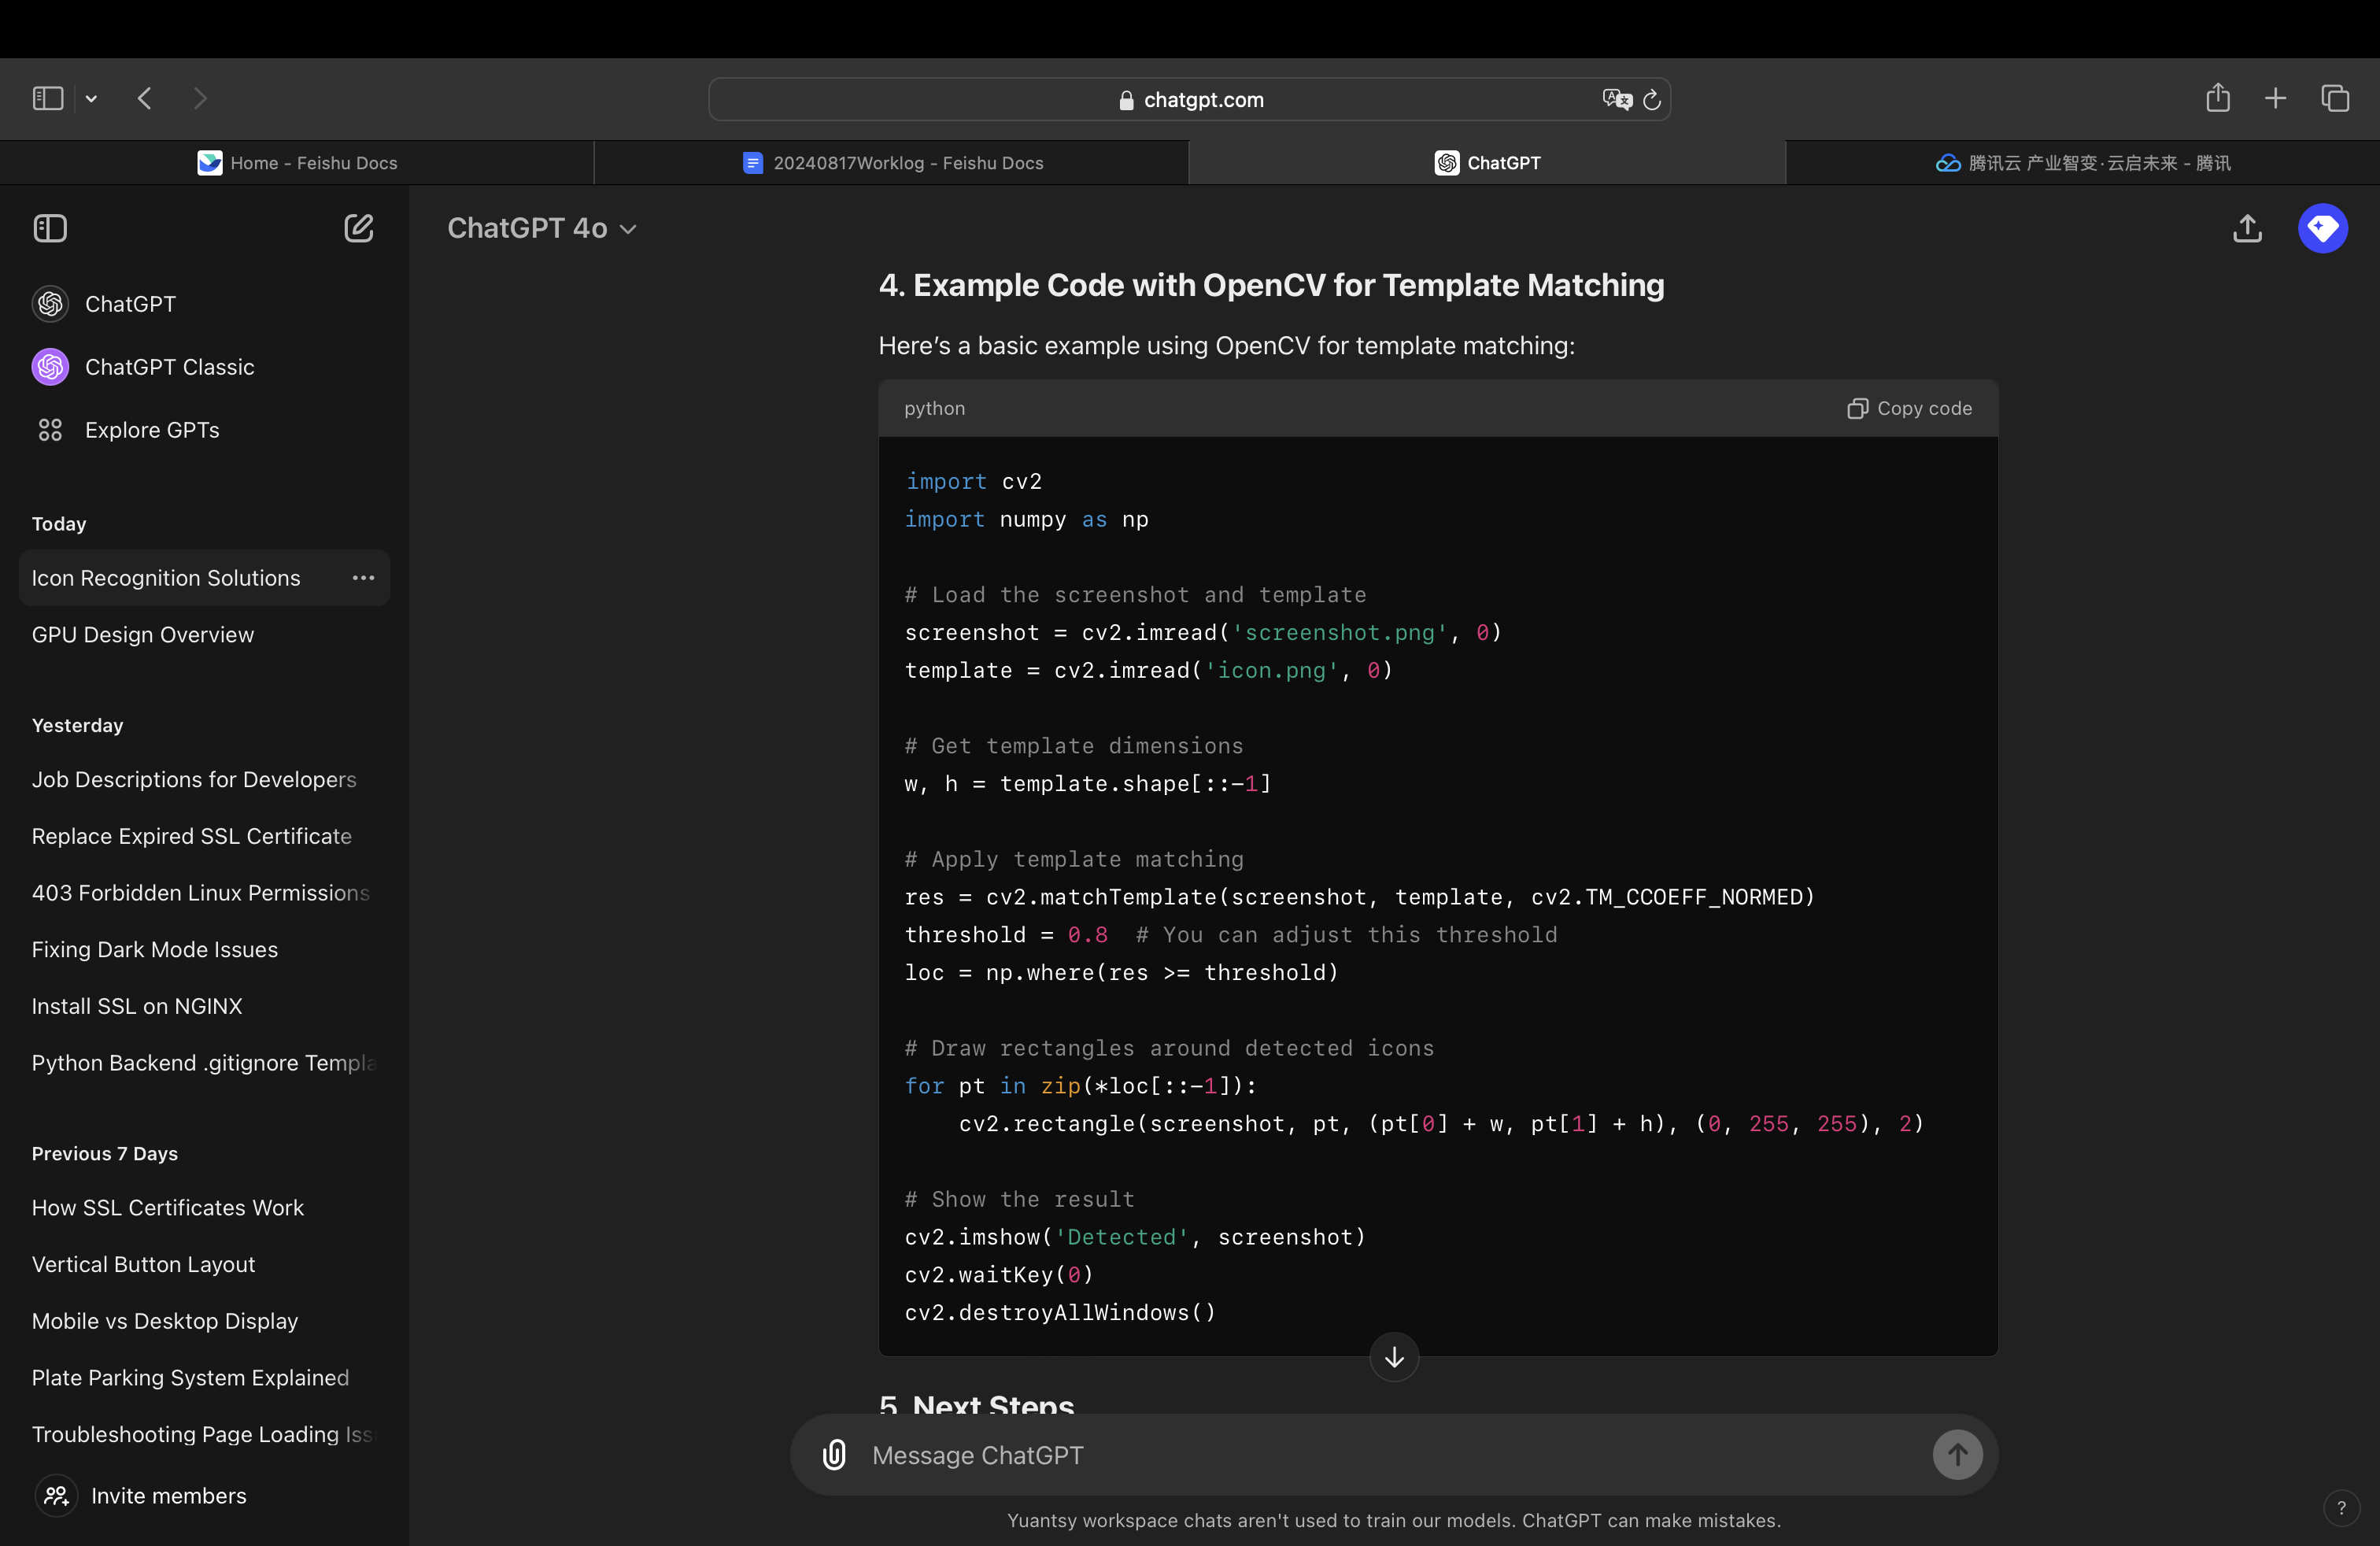 chatgpt.com
Home - Feishu Docs
20240817Worklog - Feishu Docs
ChatGPT
腾讯云 产业智变·云启未来 - 腾讯
ChatGPT 4o
ChatGPT
ChatGPT Classic
Explore GPTs
Today
Icon Recognition Solutions
GPU Design Overview
Yesterday
Job Descriptions for Developers
Replace Expired SSL Certificate
403 Forbidden Linux Permissions
Fixing Dark Mode Issues
Install SSL on NGINX
Python Backend .gitignore Templa
Previous 7 Days
How SSL Certificates Work
Vertical Button Layout
Mobile vs Desktop Display
Plate Parking System Explained
Troubleshooting Page Loading Iss
Invite members
4. Example Code with OpenCV for Template Matching
Here’s a basic example using OpenCV for template matching:
python
Copy code
import cv2
import numpy as np
# Load the screenshot and template
screenshot = cv2.imread('screenshot.png', 0)
template = cv2.imread('icon.png', 0)
# Get template dimensions
w, h = template.shape[::-1]
# Apply template matching
res = cv2.matchTemplate(screenshot, template, cv2.TM_CCOEFF_NORMED)
threshold = 0.8  # You can adjust this threshold
loc = np.where(res >= threshold)
# Draw rectangles around detected icons
for pt in zip(*loc[::-1]):
    cv2.rectangle(screenshot, pt, (pt[0] + w, pt[1] + h), (0, 255, 255), 2)
# Show the result
cv2.imshow('Detected', screenshot)
cv2.waitKey(0)
cv2.destroyAllWindows()
5. Next Steps
Message ChatGPT
Yuantsy workspace chats aren't used to train our models. ChatGPT can make mistakes.
?